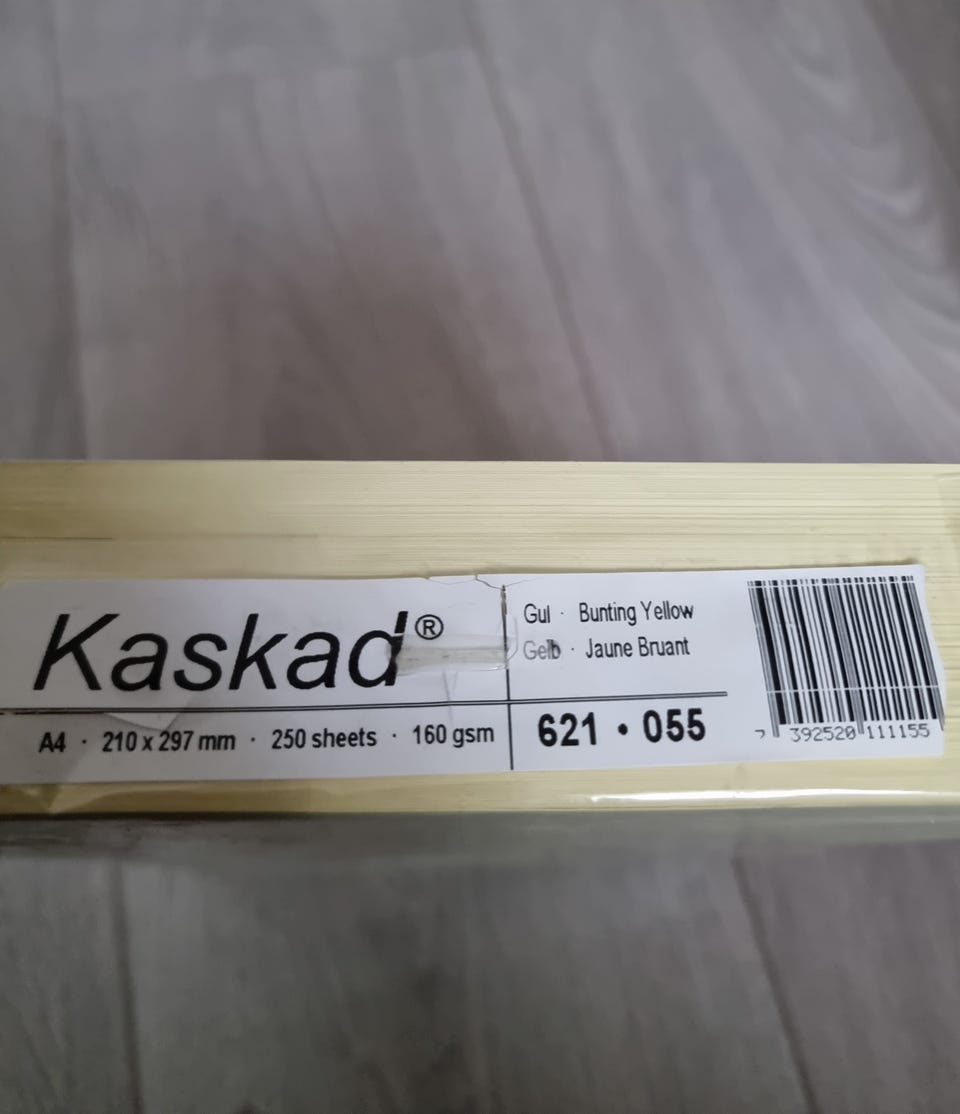 Kaskad®
A4 · 210 x 297 mm · 250 sheets · 160 gsm
Gul · Bunting Yellow
Gelb · Jaune Bruant
621 • 055
7 392520 111155